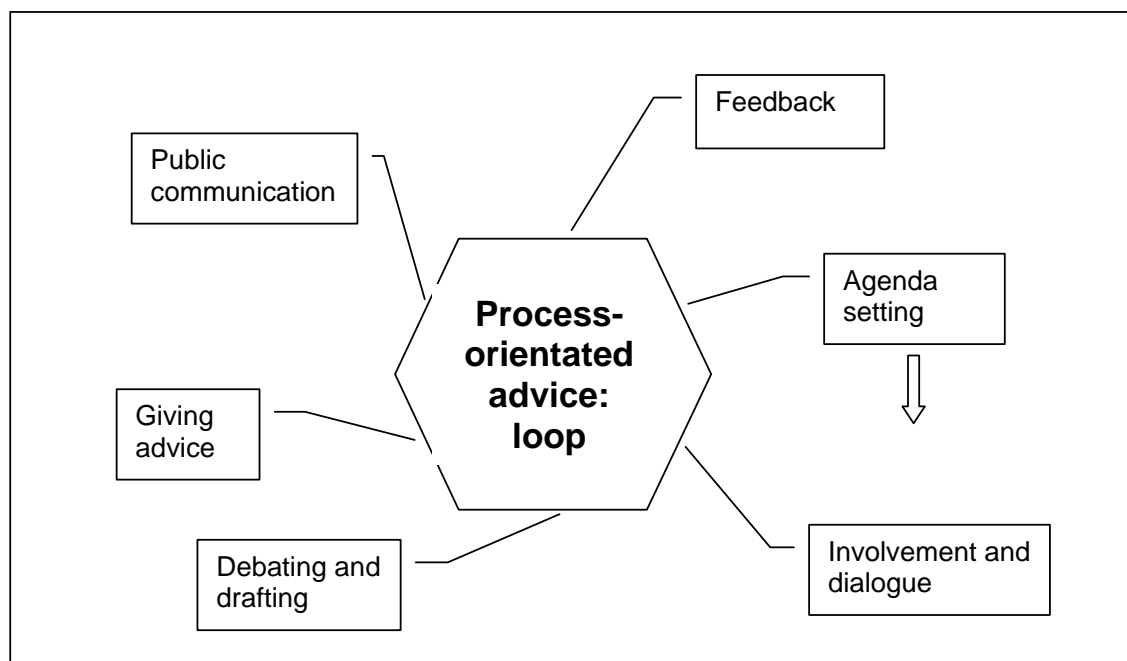 Feedback
Public
communication
Agenda
setting
Process-
orientated
advice:
loop
Giving
advice
Debating and
drafting
Involvement and
dialogue